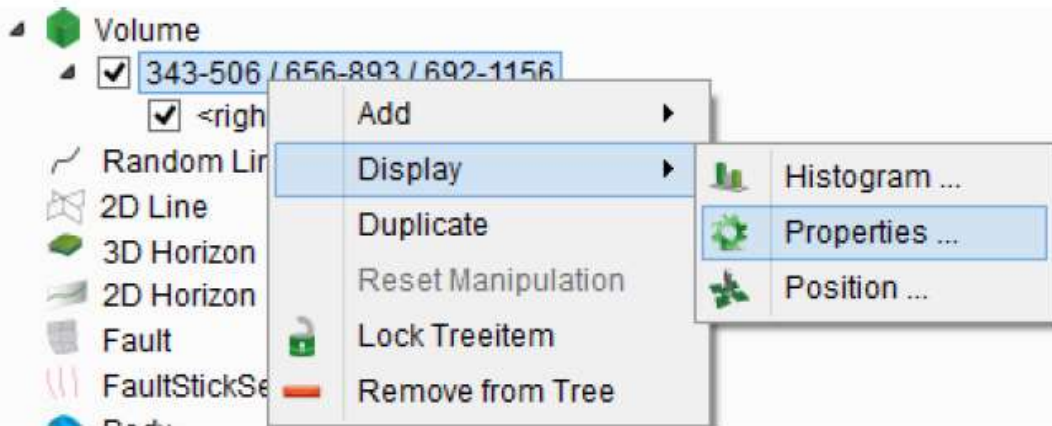 Volume
343-506 / 656-893 / 692-1156
<righ
Add
Random Lin
Display
Histogram ...
2D Line
Duplicate
Properties ...
3D Horizon
Reset Manipulation
Position ...
2D Horizon
Lock Treeitem
Fault
FaultStickSe
Remove from Tree